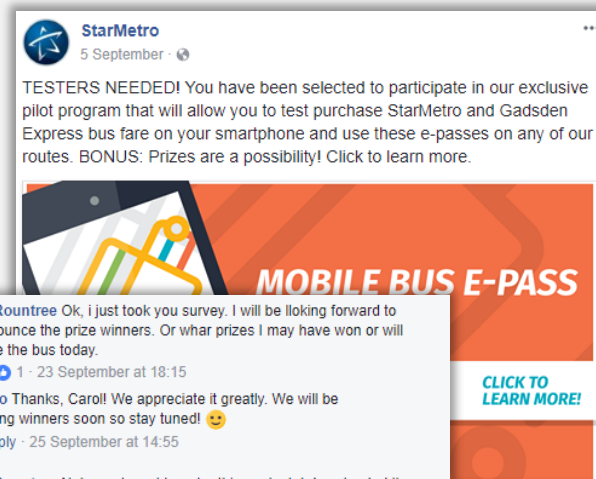 StarMetro
5 September
TESTERS NEEDED! You have been selected to participate in our exclusive
pilot program that will allow you to test purchase StarMetro and Gadsden
Express bus fare on your smartphone and use these e-passes on any of our
routes. BONUS: Prizes are a possibility! Click to learn more.
MOBILE BUS E-PASS
CLICK TO
LEARN MORE!
Rountree Ok, i just took you survey. I will be lloking forward to
ounce the prize winners. Or whar prizes I may have won or will
e the bus today.
1 · 23 September at 18:15
o Thanks, Carol! We appreciate it greatly. We will be
ng winners soon so stay tuned!
ply · 25 September at 14:55